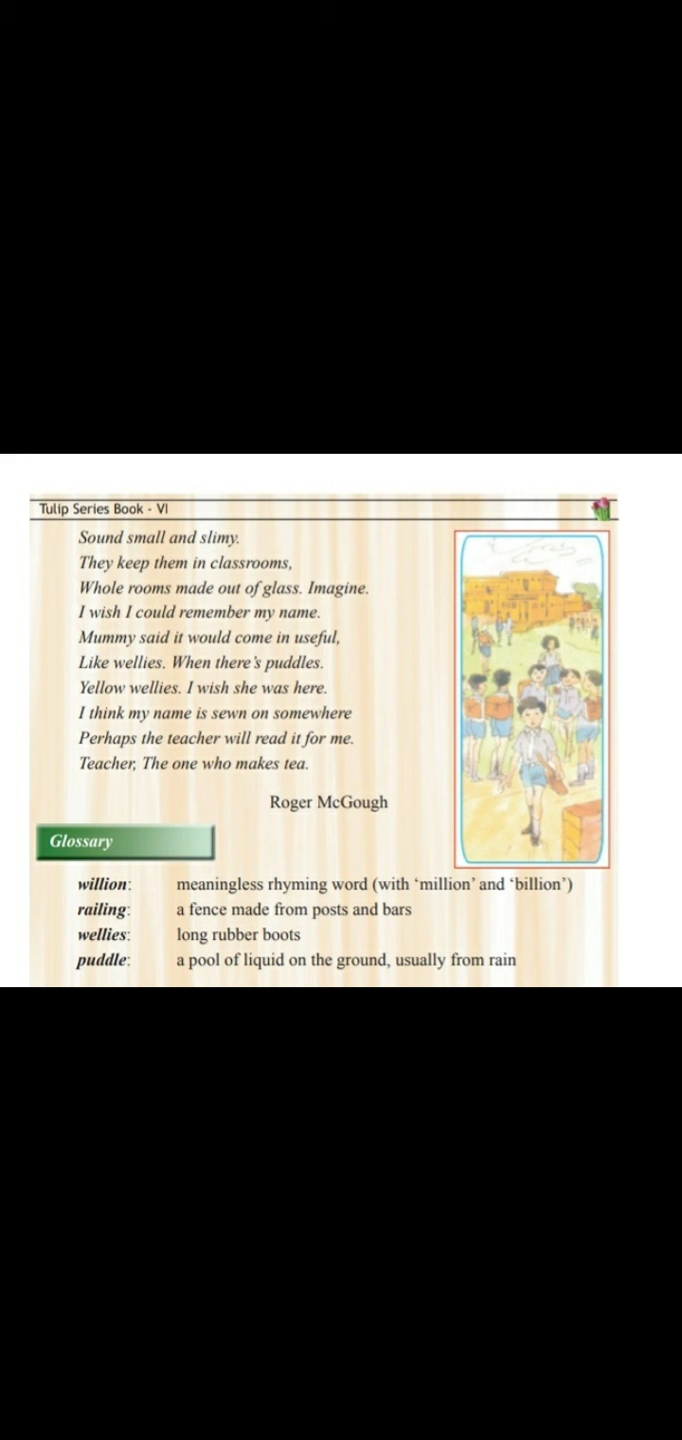 Tulip Series Book - VI
Sound small and slimy.
They keep them in classrooms,
Whole rooms made out of glass. Imagine.
I wish I could remember my name.
Mummy said it would come in useful,
Like wellies. When there's puddles.
Yellow wellies. I wish she was here.
I think my name is sewn on somewhere
Perhaps the teacher will read it for me.
Teacher, The one who makes tea.
Roger McGough
Glossary
willion: meaningless rhyming word (with ‘million’ and ‘billion’)
railing: a fence made from posts and bars
wellies: long rubber boots
puddle: a pool of liquid on the ground, usually from rain